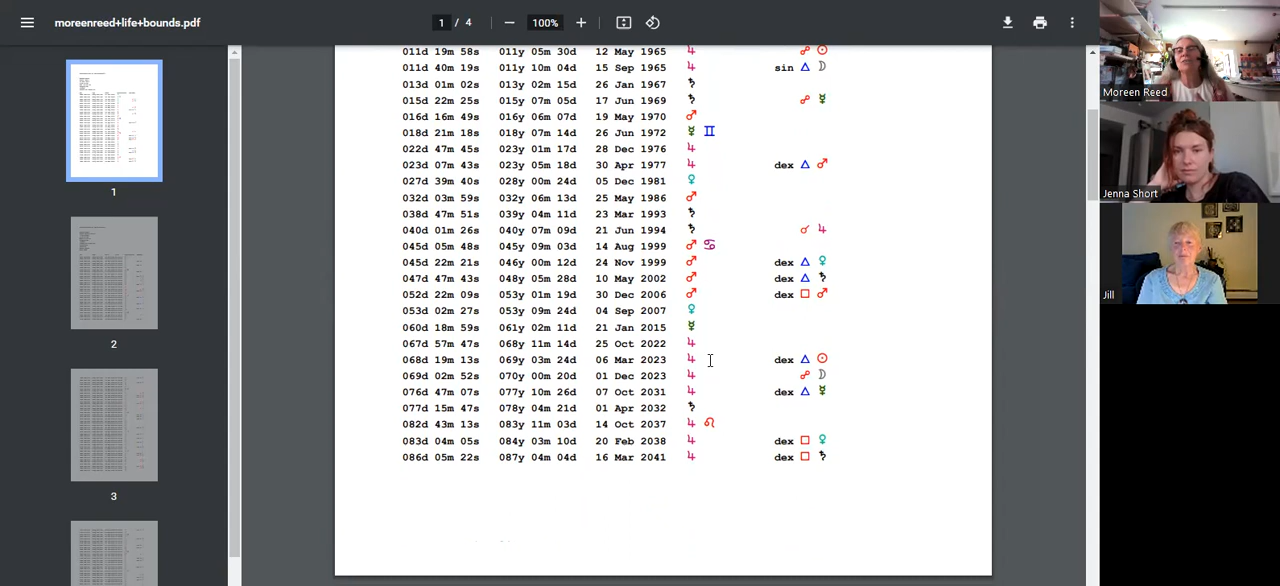 moreenreed+life+bounds.pdf
1 / 4
100%
1
2
3
011d 19m 58s 011y 05m 30d 12 May 1965 ♃ ☍ ☉
011d 40m 19s 011y 10m 04d 15 Sep 1965 ♃ sin △ ☽
013d 01m 02s 013y 02m 15d 26 Jan 1967 ♄
015d 22m 25s 015y 07m 05d 17 Jun 1969 ♄ ☍ ☿
016d 16m 49s 016y 06m 07d 19 May 1970 ♂
018d 21m 18s 018y 07m 14d 26 Jun 1972 ☿ ♊
022d 47m 45s 023y 01m 17d 28 Dec 1976 ♃
023d 07m 43s 023y 05m 18d 30 Apr 1977 ♃ dex △ ♂
027d 39m 40s 028y 00m 24d 05 Dec 1981 ♀
032d 03m 59s 032y 06m 13d 25 May 1986 ♂
038d 47m 51s 039y 04m 11d 23 Mar 1993 ♄
040d 01m 26s 040y 07m 09d 21 Jun 1994 ♄ ☌ ♃
045d 05m 48s 045y 09m 03d 14 Aug 1999 ♂ ♋
045d 22m 21s 046y 00m 12d 24 Nov 1999 ♂ dex △ ♀
047d 47m 43s 048y 05m 28d 10 May 2002 ♂ dex △ ♄
052d 22m 09s 053y 01m 19d 30 Dec 2006 ♂ dex □ ♂
053d 02m 27s 053y 09m 24d 04 Sep 2007 ♀
060d 18m 59s 061y 02m 11d 21 Jan 2015 ☿
067d 57m 47s 068y 11m 14d 25 Oct 2022 ♃
068d 19m 13s 069y 03m 24d 06 Mar 2023 ♃ dex △ ☉
069d 02m 52s 070y 00m 20d 01 Dec 2023 ♃ ☍ ☽
076d 47m 07s 077y 10m 26d 07 Oct 2031 ♃ dex △ ☿
077d 15m 47s 078y 04m 21d 01 Apr 2032 ♄
082d 43m 13s 083y 11m 03d 14 Oct 2037 ♃ ♌
083d 04m 05s 084y 03m 10d 20 Feb 2038 ♃ dex □ ♀
086d 05m 22s 087y 04m 04d 16 Mar 2041 ♃ dex □ ♄
Moreen Reed
Jenna Short
Jill